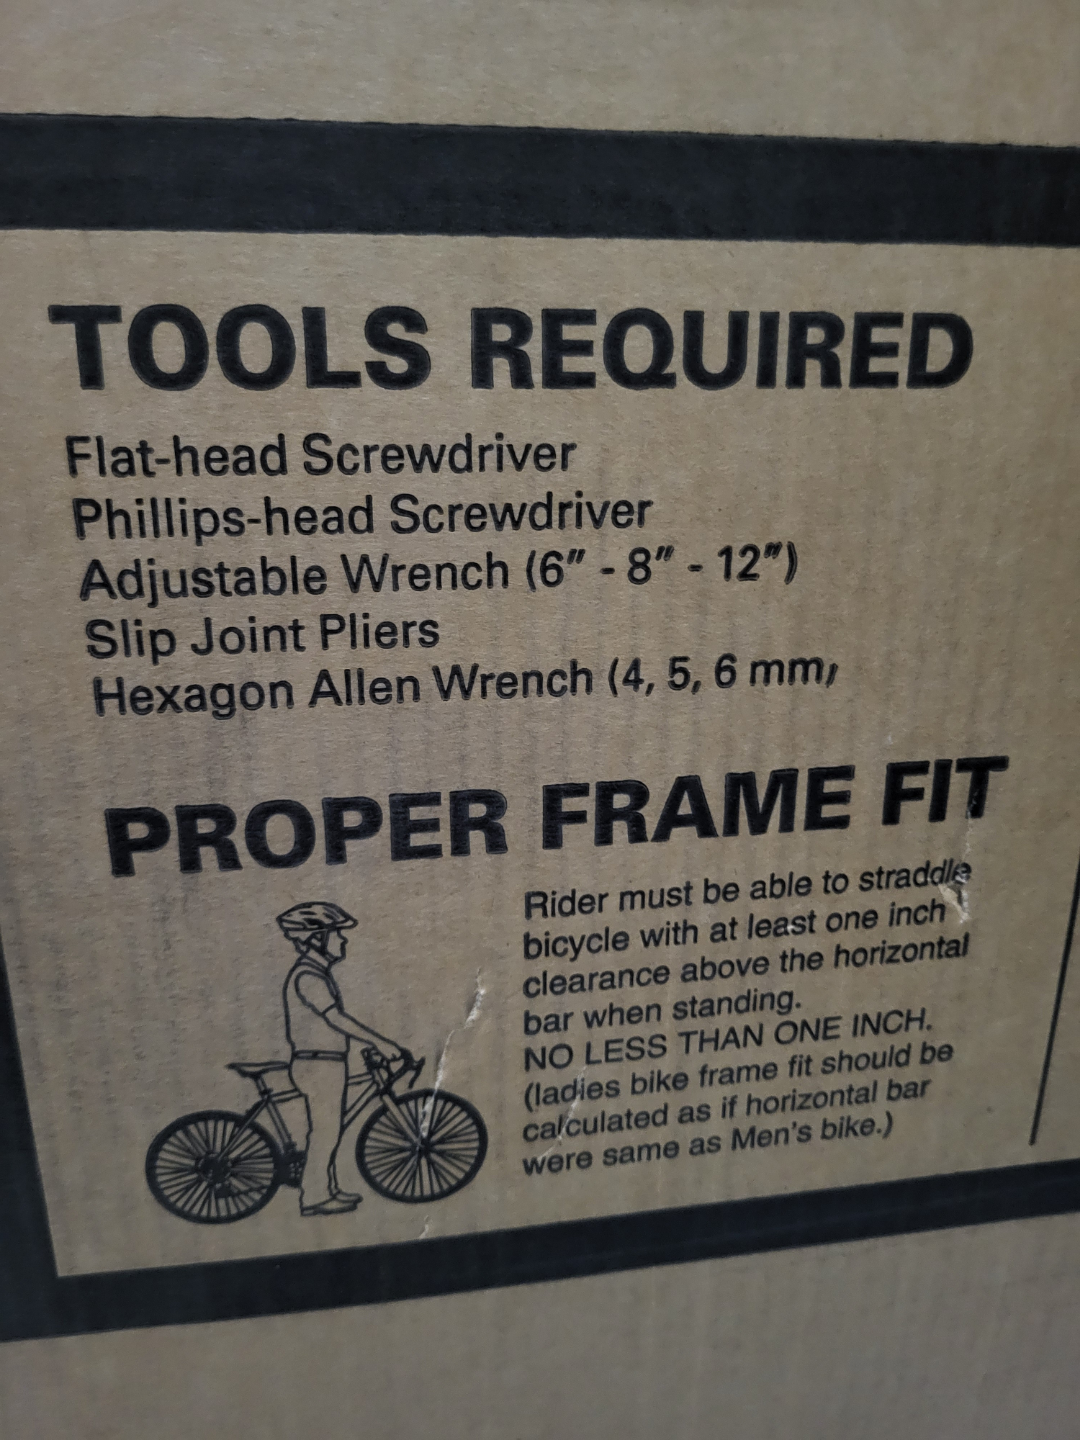 TOOLS REQUIRED
Flat-head Screwdriver
Phillips-head Screwdriver
Adjustable Wrench (6” - 8” - 12”)
Slip Joint Pliers
Hexagon Allen Wrench (4, 5, 6 mm)
PROPER FRAME FIT
Rider must be able to straddle
bicycle with at least one inch
clearance above the horizontal
bar when standing.
NO LESS THAN ONE INCH.
(ladies bike frame fit should be
calculated as if horizontal bar
were same as Men's bike.)